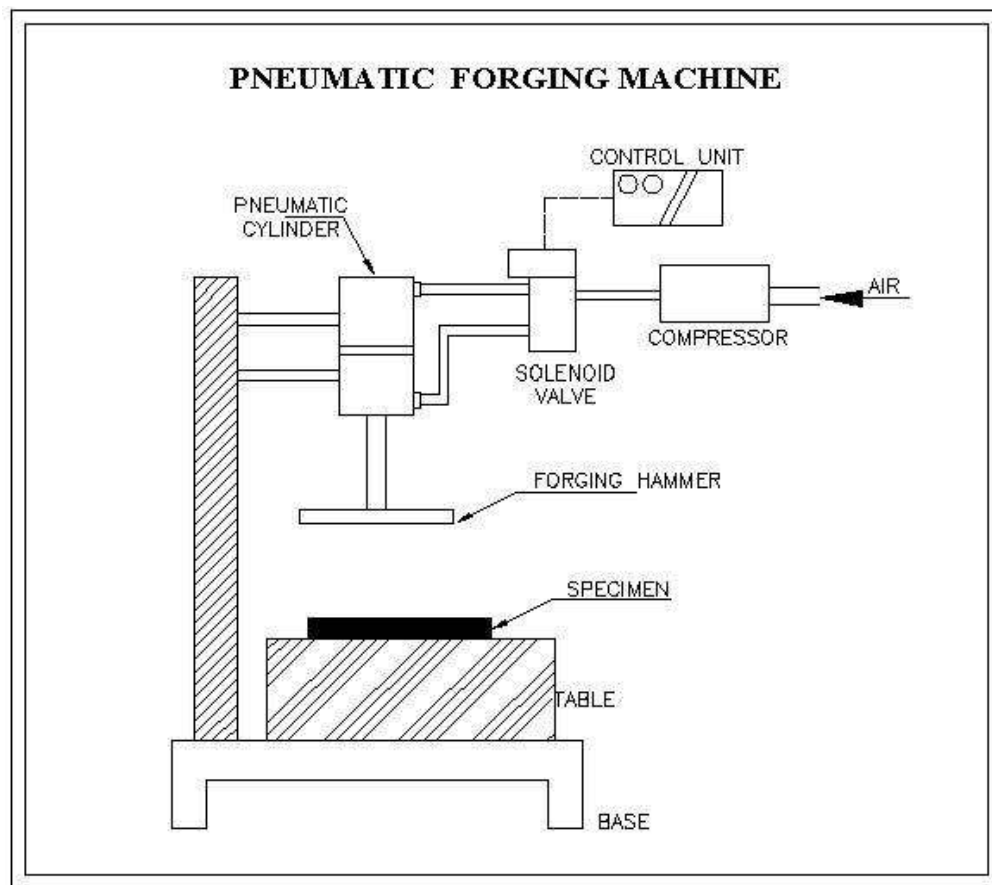 PNEUMATIC FORGING MACHINE
CONTROL UNIT
PNEUMATIC
CYLINDER
AIR
COMPRESSOR
SOLENOID
VALVE
FORGING HAMMER
SPECIMEN
TABLE
BASE